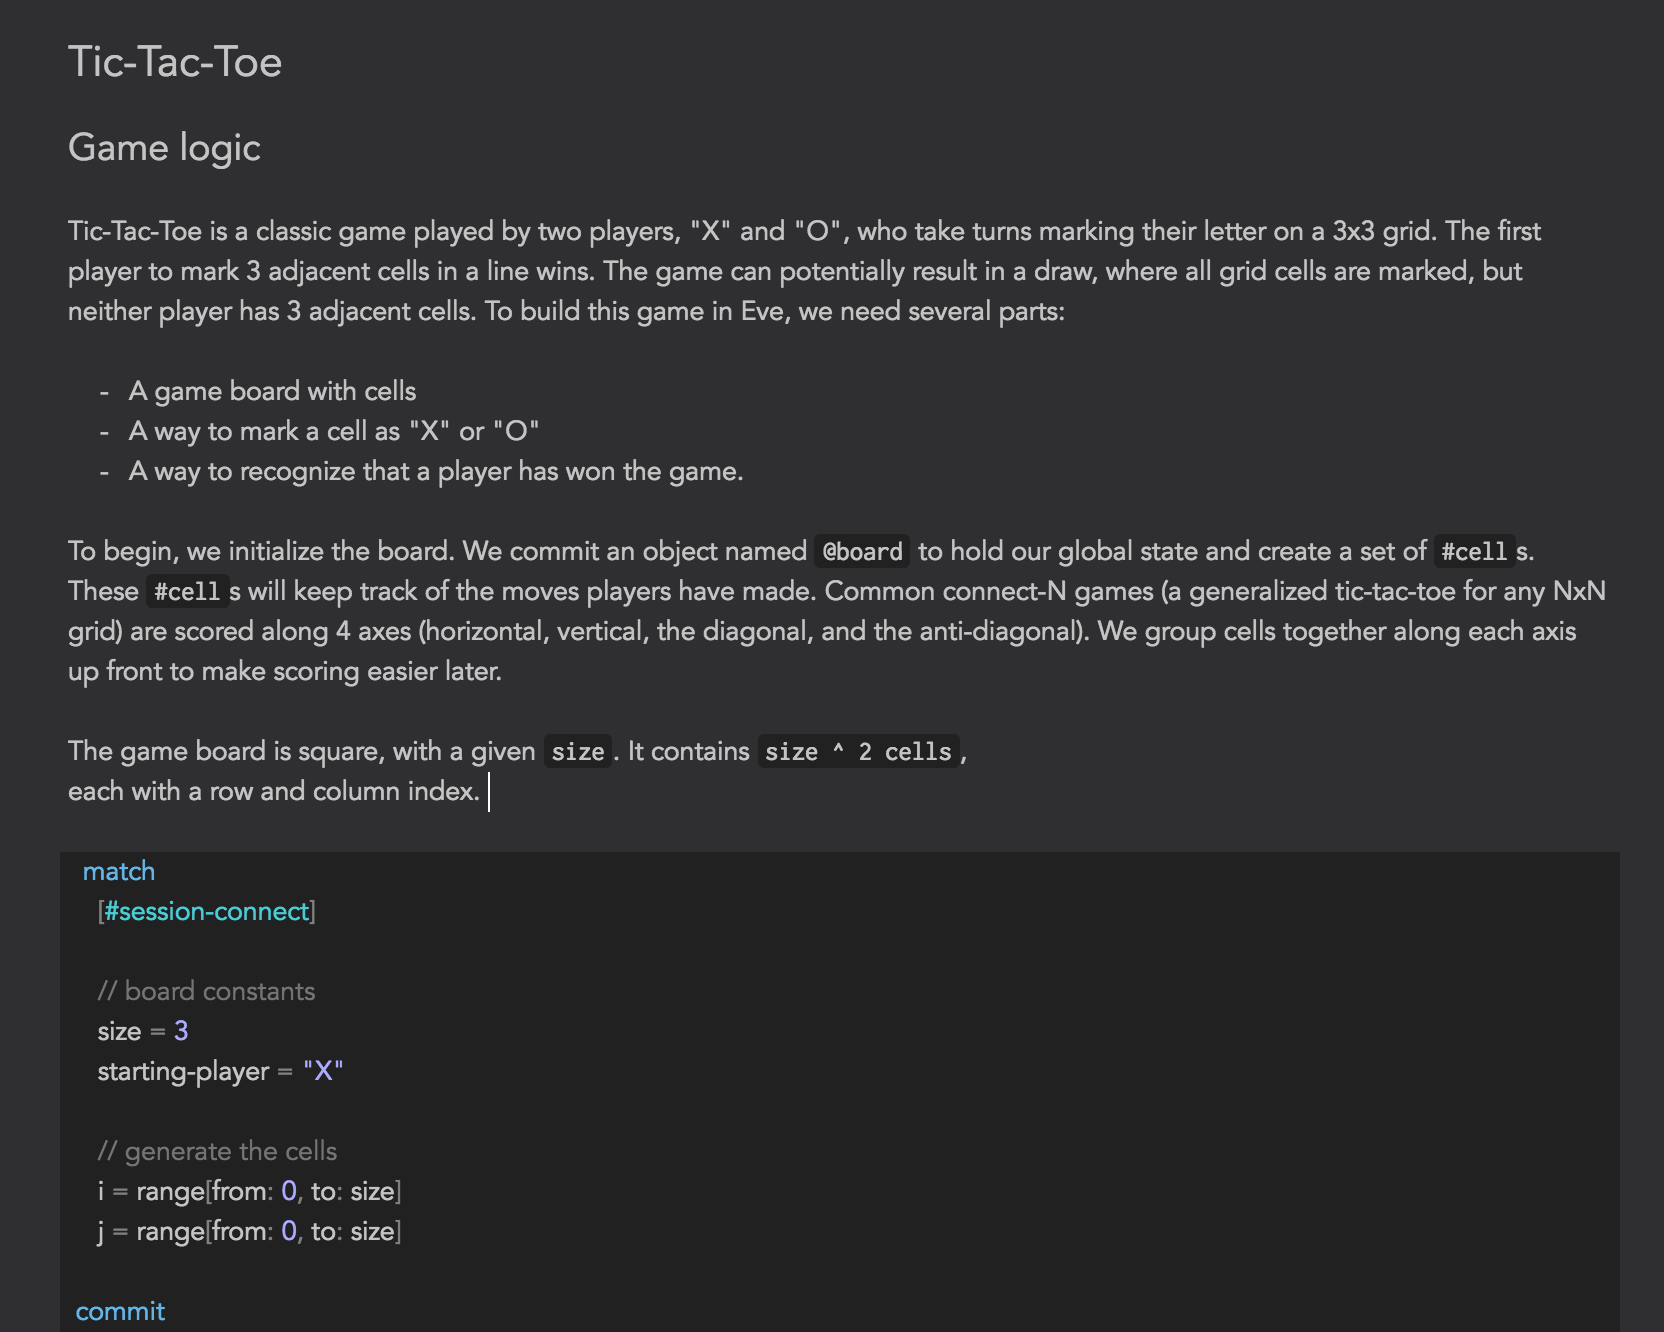 Tic-Tac-Toe
Game logic
Tic-Tac-Toe is a classic game played by two players, "X" and "O", who take turns marking their letter on a 3x3 grid. The first
player to mark 3 adjacent cells in a line wins. The game can potentially result in a draw, where all grid cells are marked, but
neither player has 3 adjacent cells. To build this game in Eve, we need several parts:
- A game board with cells
- A way to mark a cell as "X" or "O"
- A way to recognize that a player has won the game.
To begin, we initialize the board. We commit an object named @board to hold our global state and create a set of #cell s.
These #cell s will keep track of the moves players have made. Common connect-N games (a generalized tic-tac-toe for any NxN
grid) are scored along 4 axes (horizontal, vertical, the diagonal, and the anti-diagonal). We group cells together along each axis
up front to make scoring easier later.
The game board is square, with a given size . It contains size ^ 2 cells ,
each with a row and column index.
match
[#session-connect]
// board constants
size = 3
starting-player = "X"
// generate the cells
i = range[from: 0, to: size]
j = range[from: 0, to: size]
commit